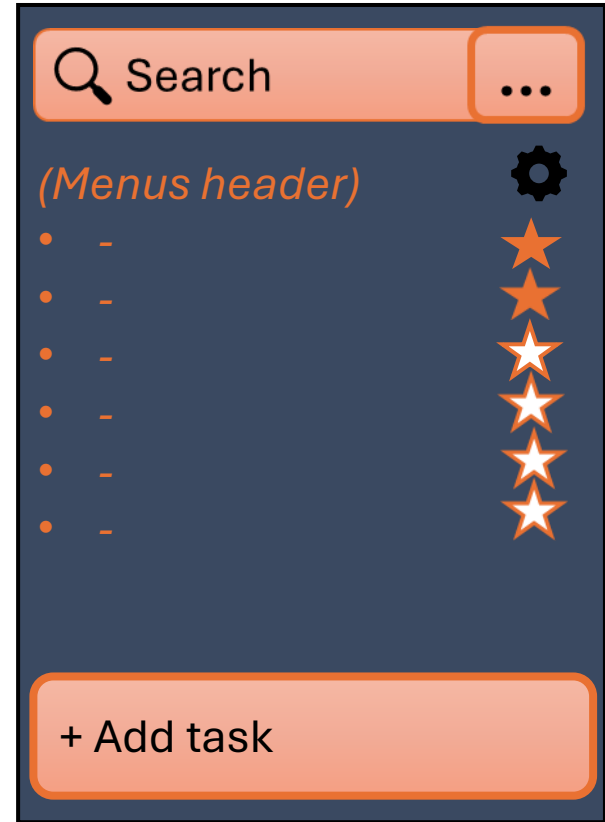 Search
...
(Menus header)
• -
• -
• -
• -
• -
• -
+ Add task